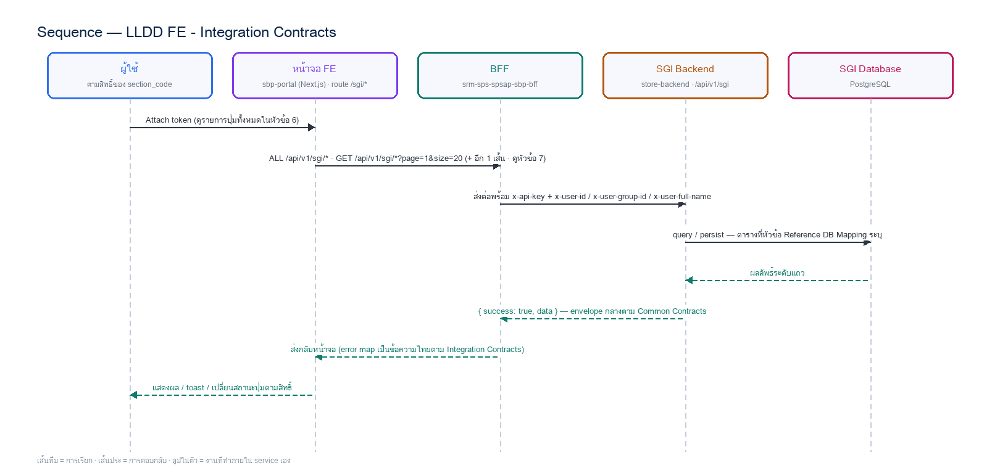 Sequence — LLDD FE - Integration Contracts
ผู้ใช้
ตามสิทธิ์ของ section_code
หน้าจอ FE
sbp-portal (Next.js) · route /sgi/*
BFF
srm-sps-spsap-sbp-bff
SGI Backend
store-backend · /api/v1/sgi
SGI Database
PostgreSQL
Attach token (ดูรายการปุ่มทั้งหมดในหัวข้อ 6)
ALL /api/v1/sgi/* · GET /api/v1/sgi/*?page=1&size=20 (+ อีก 1 เส้น · ดูหัวข้อ 7)
ส่งต่อพร้อม x-api-key + x-user-id / x-user-group-id / x-user-full-name
query / persist — ตารางที่หัวข้อ Reference DB Mapping ระบุ
ผลลัพธ์ระดับแถว
{ success: true, data } — envelope กลางตาม Common Contracts
ส่งกลับหน้าจอ (error map เป็นข้อความไทยตาม Integration Contracts)
แสดงผล / toast / เปลี่ยนสถานะปุ่มตามสิทธิ์
เส้นทึบ = การเรียก · เส้นประ = การตอบกลับ · ลูปในตัว = งานที่ทำภายใน service เอง